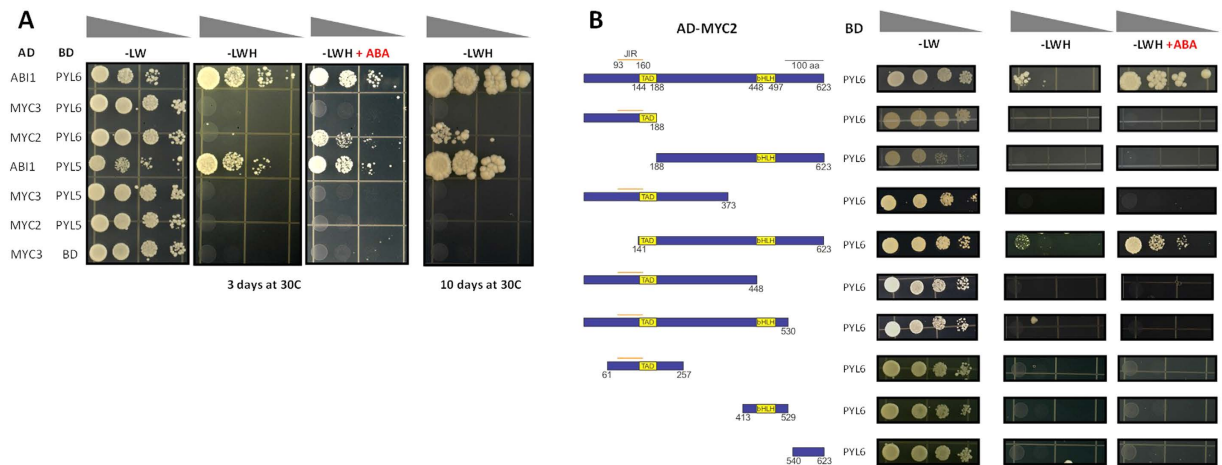 A
AD BD -LW -LWH -LWH + ABA -LWH
ABI1 PYL6
MYC3 PYL6
MYC2 PYL6
ABI1 PYL5
MYC3 PYL5
MYC2 PYL5
MYC3 BD
3 days at 30C 10 days at 30C
B
AD-MYC2 BD -LW -LWH -LWH +ABA
JIR
93 160 100 aa
TAD bHLH PYL6
144 188 448 497 623
TAD PYL6
188
bHLH PYL6
188 623
TAD PYL6
373
TAD bHLH PYL6
141 623
TAD PYL6
448
TAD bHLH PYL6
530
TAD PYL6
61 257
bHLH PYL6
413 529
PYL6
540 623